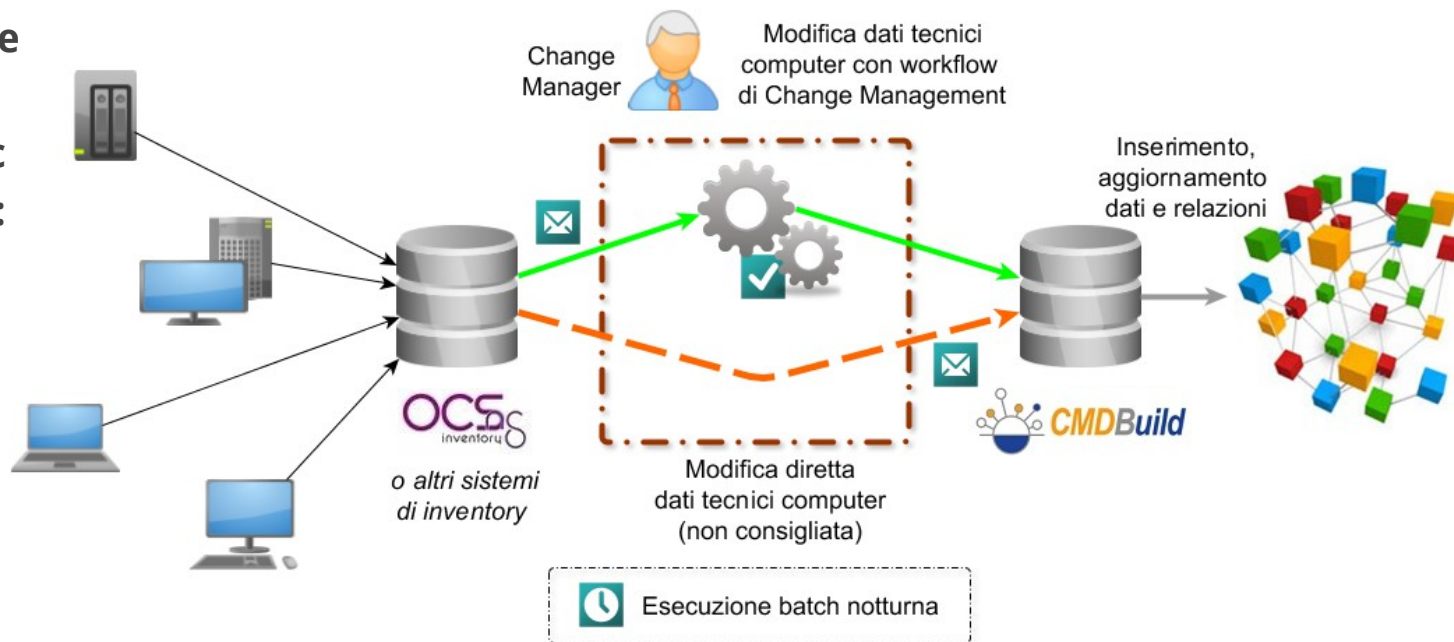 e
c
:
Change
Manager
Modifica dati tecnici
computer con workflow
di Change Management
Inserimento,
aggiornamento
dati e relazioni
OCSng
inventory
o altri sistemi
di inventory
CMDBuild
Modifica diretta
dati tecnici computer
(non consigliata)
Esecuzione batch notturna